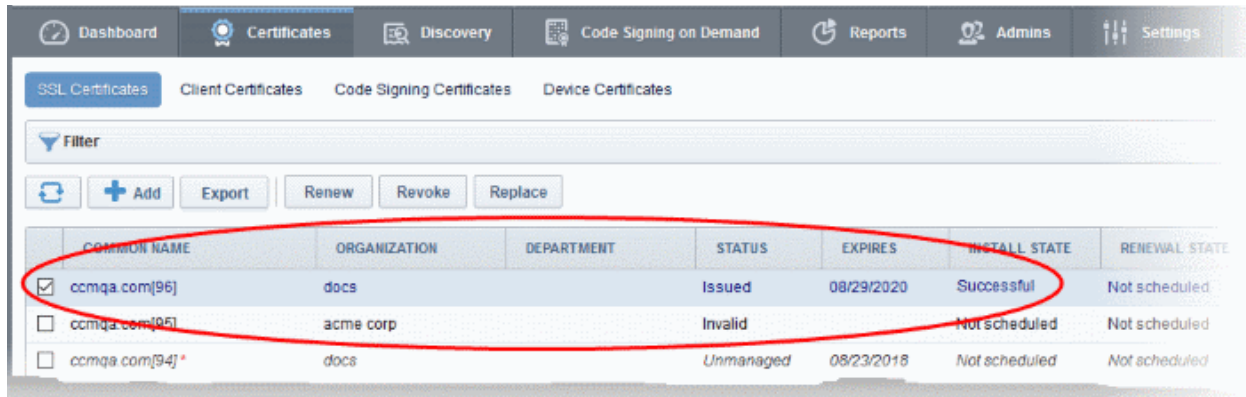 Dashboard Certificates Discovery Code Signing on Demand Reports Admins Settings
SSL Certificates Client Certificates Code Signing Certificates Device Certificates
Filter
Add Export Renew Revoke Replace
COMMON NAME ORGANIZATION DEPARTMENT STATUS EXPIRES INSTALL STATE RENEWAL STATE
ccmqa.com[96] docs Issued 08/29/2020 Successful Not scheduled
ccmqa.com[95] acme corp Invalid Not scheduled Not scheduled
ccmqa.com[94] * docs Unmanaged 08/23/2018 Not scheduled Not scheduled